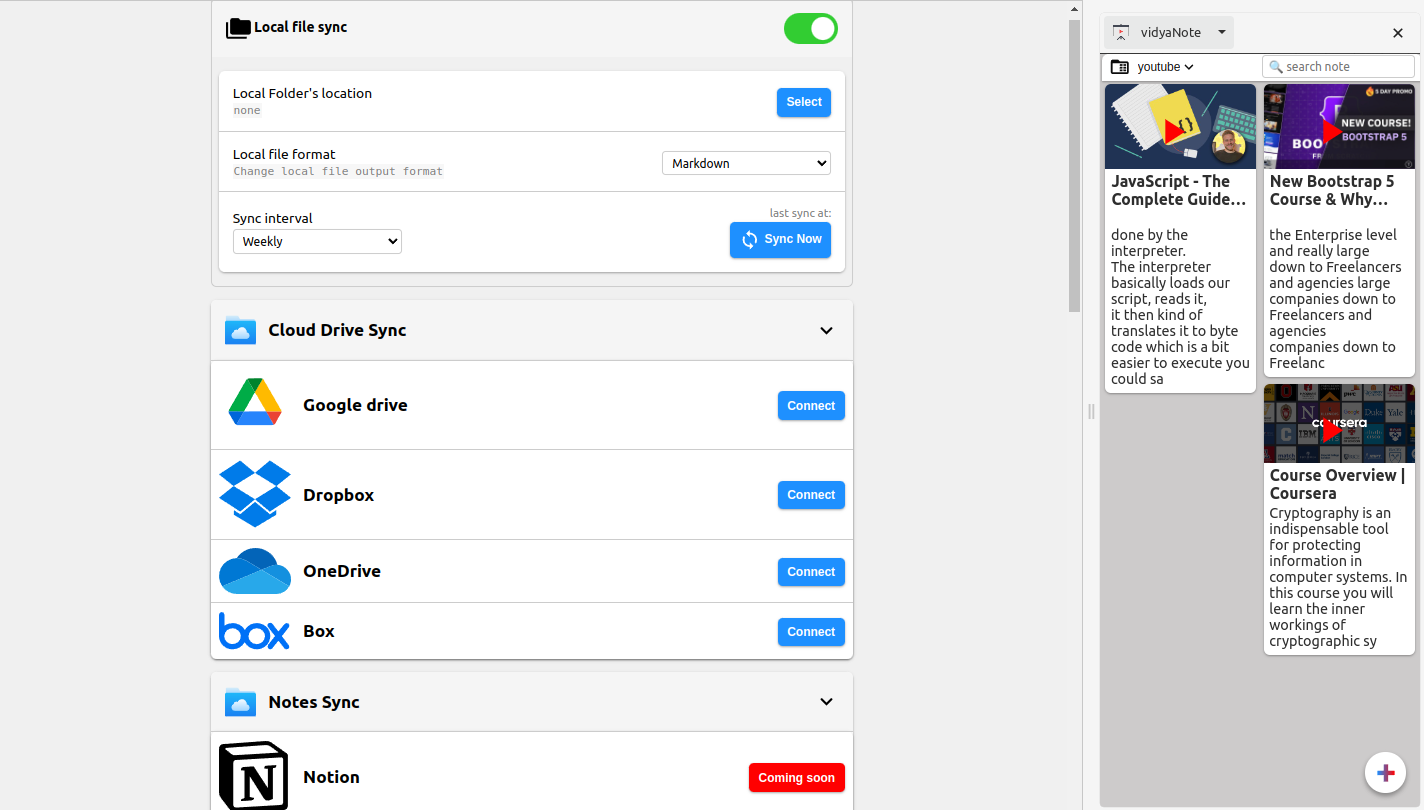 Local file sync
Local Folder's location
none
Select
Local file format
Change local file output format
Markdown
Sync interval
Weekly
last sync at:
Sync Now
Cloud Drive Sync
Google drive
Connect
Dropbox
Connect
OneDrive
Connect
box
Box
Connect
Notes Sync
N
Notion
Coming soon
vidyaNote
youtube
🔍 search note
{}
JavaScript - The
Complete Guide...
done by the
interpreter.
The interpreter
basically loads our
script, reads it,
it then kind of
translates it to byte
code which is a bit
easier to execute you
could sa
5 DAY PROMO
NEW COURSE!
BOOTSTRAP 5
New Bootstrap 5
Course & Why...
the Enterprise level
and really large
down to Freelancers
and agencies large
companies down to
Freelancers and
agencies
companies down to
Freelanc
coursera
Duke
Yale
IBM
Course Overview |
Coursera
Cryptography is an
indispensable tool
for protecting
information in
computer systems. In
this course you will
learn the inner
workings of
cryptographic sy